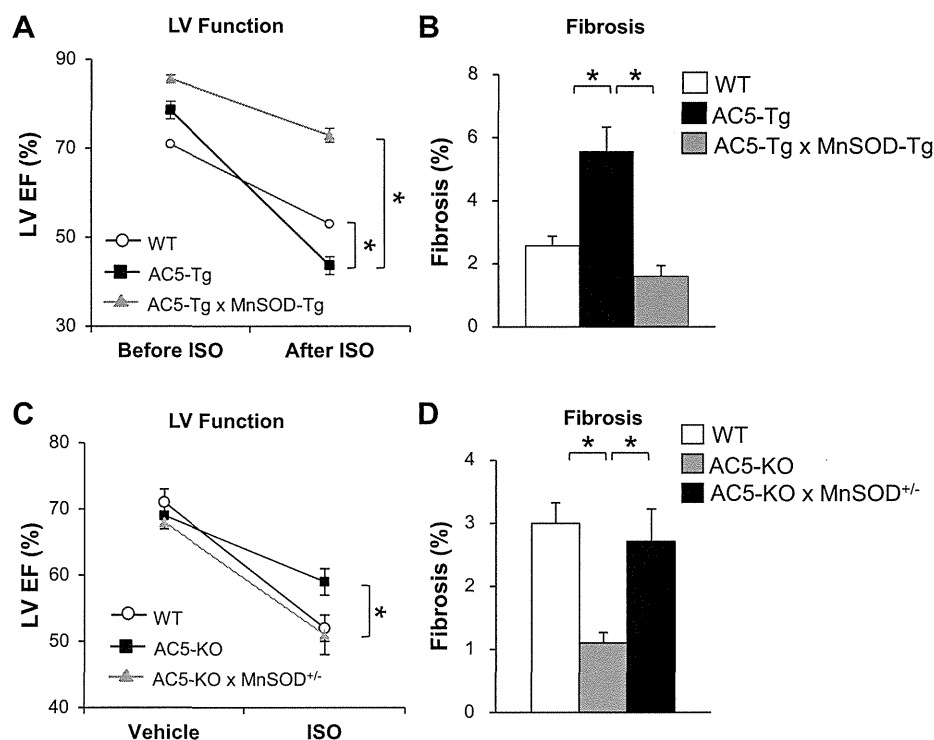 A
LV Function
LV EF (%)
90
70
50
30
WT
AC5-Tg
AC5-Tg x MnSOD-Tg
*
*
Before ISO
After ISO
B
Fibrosis
Fibrosis (%)
8
6
4
2
0
* *
WT
AC5-Tg
AC5-Tg x MnSOD-Tg
C
LV Function
LV EF (%)
80
70
60
50
40
WT
AC5-KO
AC5-KO x MnSOD+/-
*
Vehicle
ISO
D
Fibrosis
Fibrosis (%)
4
3
2
1
0
* *
WT
AC5-KO
AC5-KO x MnSOD+/-